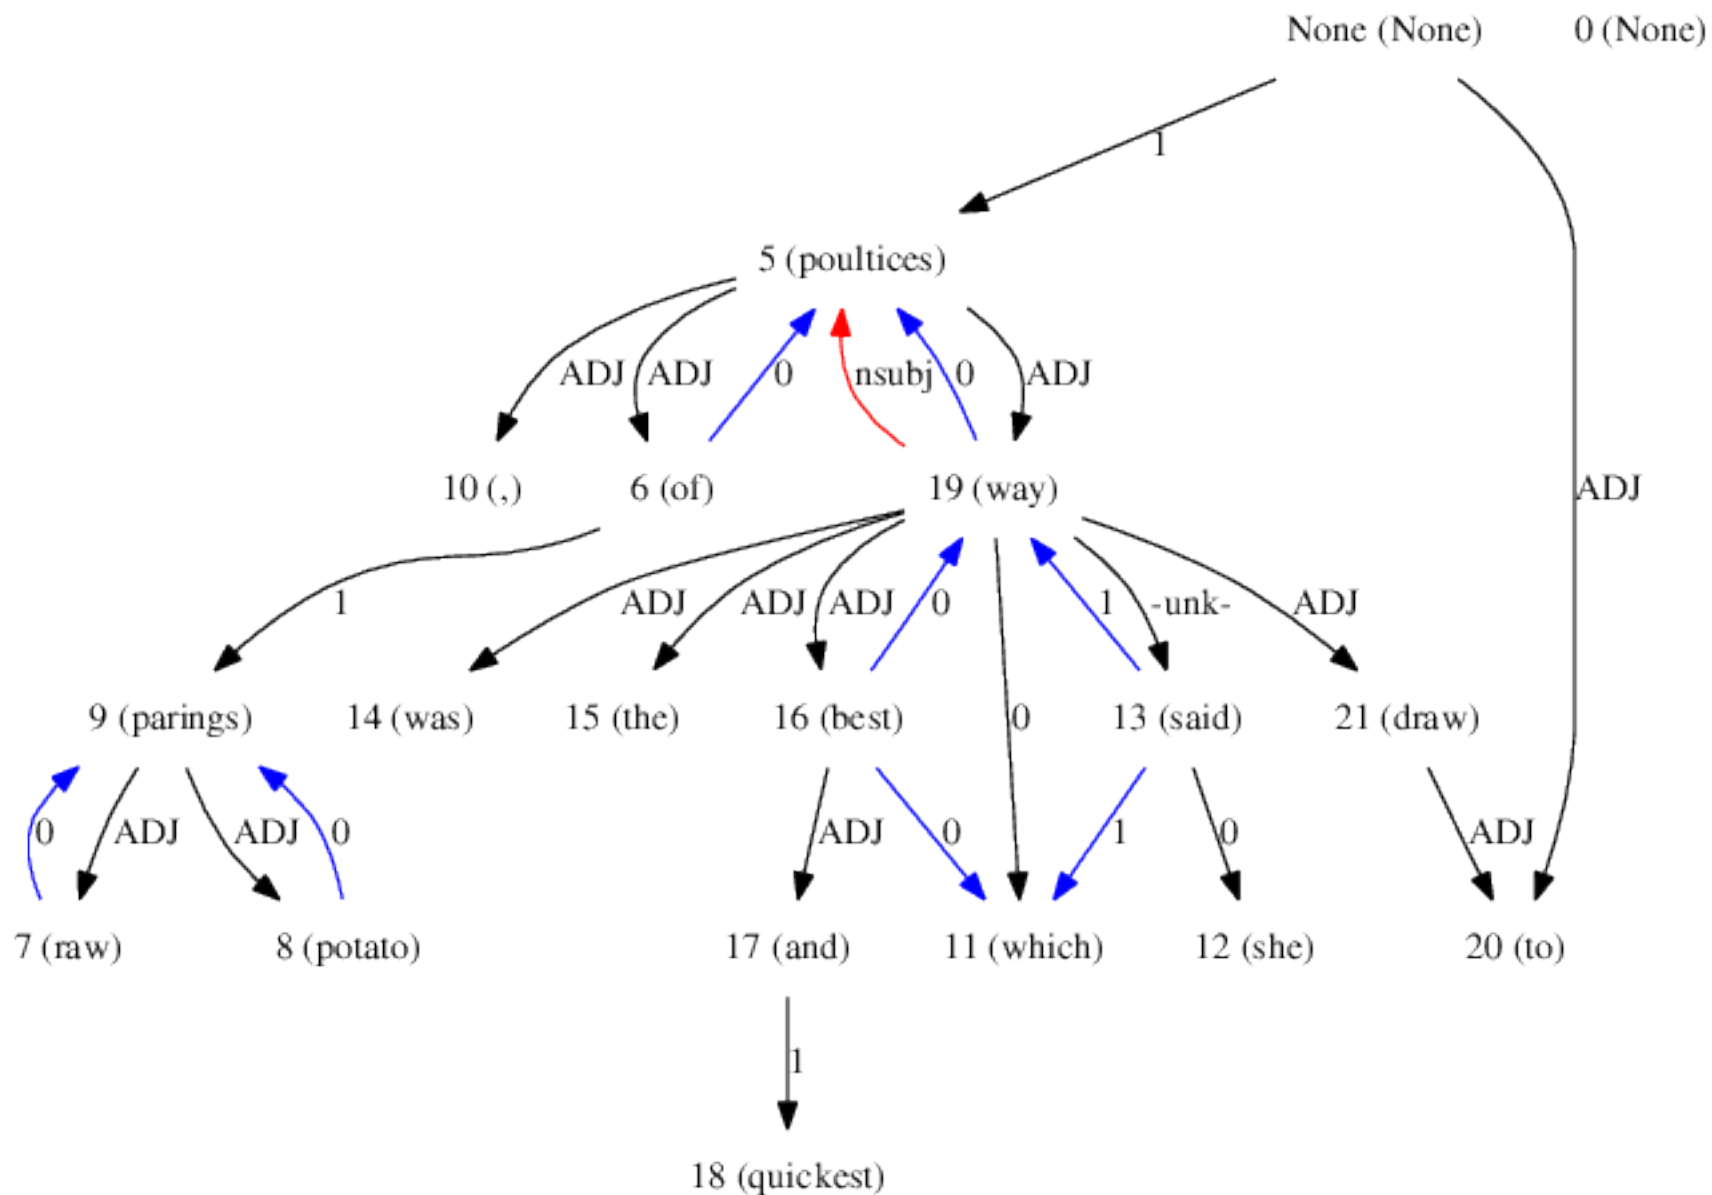 None (None) 0 (None)
1
5 (poultices)
ADJ ADJ 0 nsubj 0 ADJ
10 (,) 6 (of) 19 (way) ADJ
1 ADJ ADJ ADJ 0 1 -unk- ADJ
9 (parings) 14 (was) 15 (the) 16 (best) 0 13 (said) 21 (draw)
0 ADJ ADJ 0 ADJ 0 1 0 ADJ
7 (raw) 8 (potato) 17 (and) 11 (which) 12 (she) 20 (to)
1
18 (quickest)